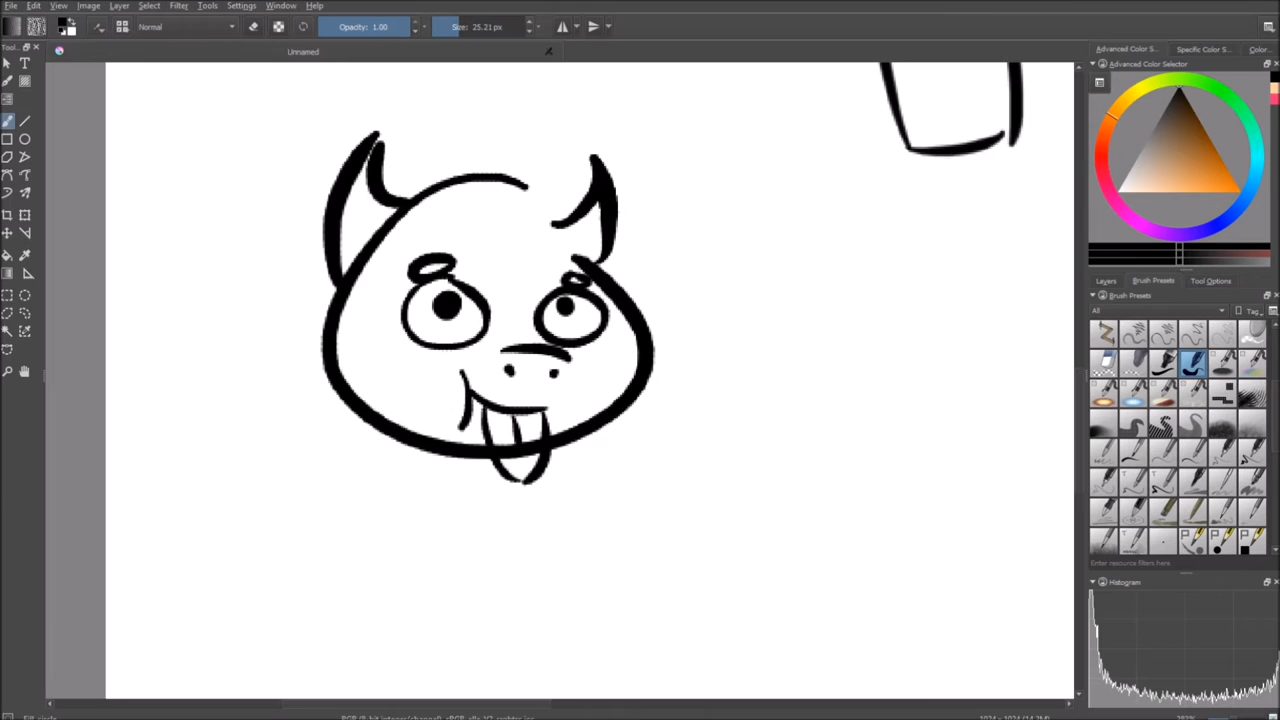 File Edit View Image Layer Select Filter Tools Settings Window Help
Normal Opacity: 1.00 Size: 25.21 px
Tool...
Unnamed
Advanced Color S... Specific Color S... Color...
Advanced Color Selector
T
Layers Brush Presets Tool Options
Brush Presets
All Tag
Enter resource filters here
Histogram